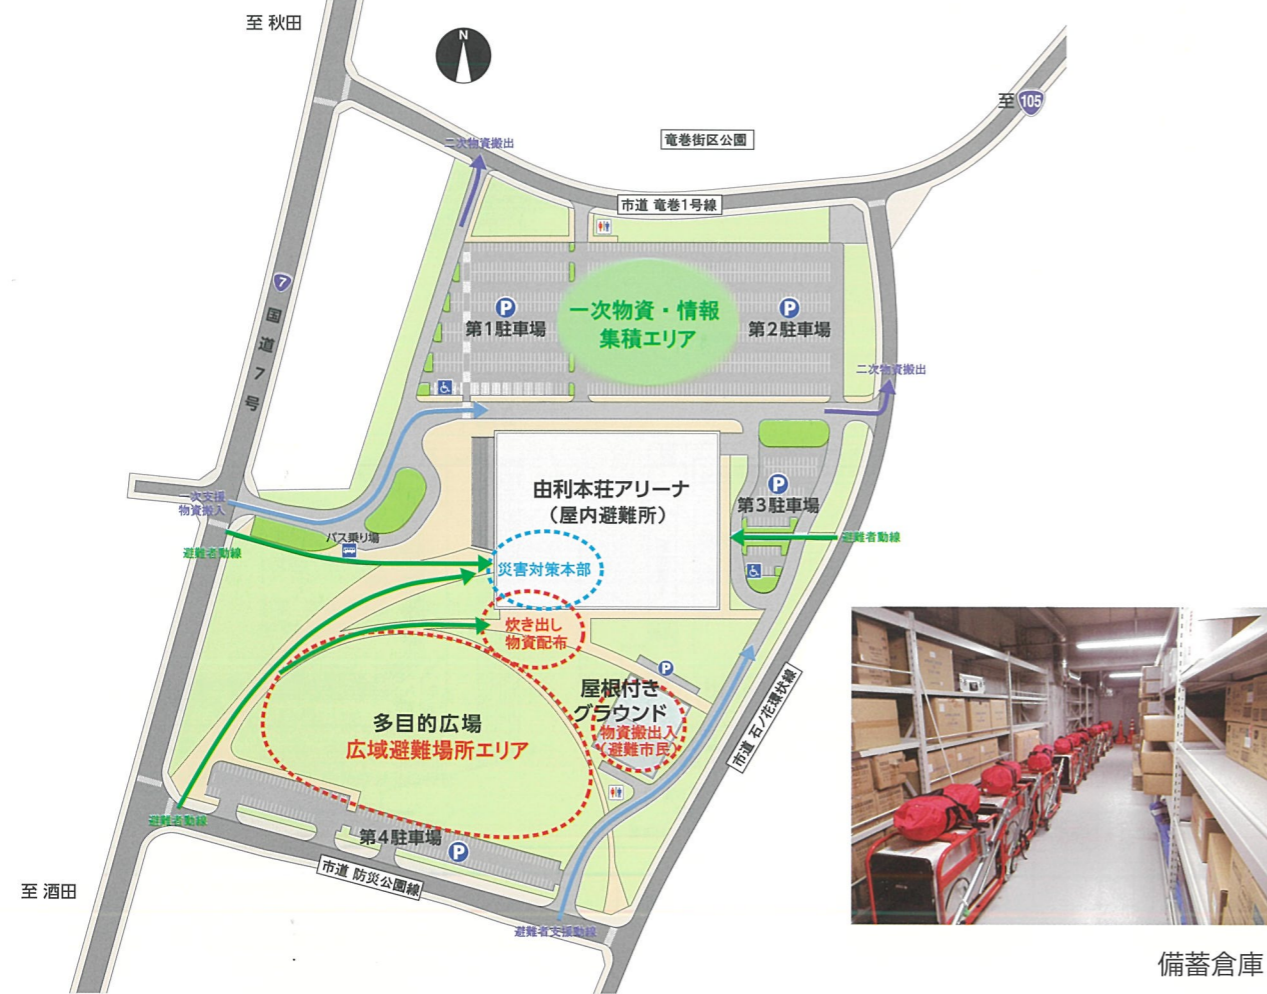 至 秋田
N
至 105
二次物資搬出
竜巻街区公園
市道 竜巻1号線
7
国道7号
P
第1駐車場
一次物資・情報
集積エリア
P
第2駐車場
二次物資搬出
由利本荘アリーナ
（屋内避難所）
P
第3駐車場
一次支援
物資搬入
避難者動線
バス乗り場
避難者動線
災害対策本部
炊き出し
物資配布
P
屋根付き
グラウンド
物資搬出入
（避難市民）
市道 石ノ花環状線
多目的広場
広域避難場所エリア
避難者動線
第4駐車場
P
市道 防災公園線
至 酒田
避難者支援動線
備蓄倉庫